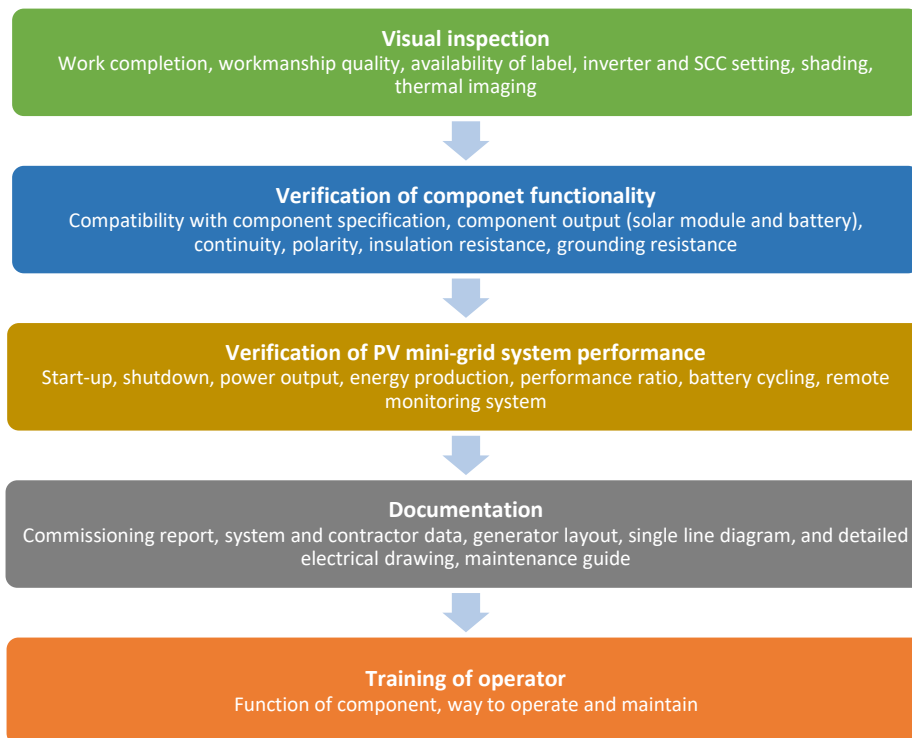 Visual inspection
Work completion, workmanship quality, availability of label, inverter and SCC setting, shading,
thermal imaging
Verification of componet functionality
Compatibility with component specification, component output (solar module and battery),
continuity, polarity, insulation resistance, grounding resistance
Verification of PV mini-grid system performance
Start-up, shutdown, power output, energy production, performance ratio, battery cycling, remote
monitoring system
Documentation
Commissioning report, system and contractor data, generator layout, single line diagram, and detailed
electrical drawing, maintenance guide
Training of operator
Function of component, way to operate and maintain